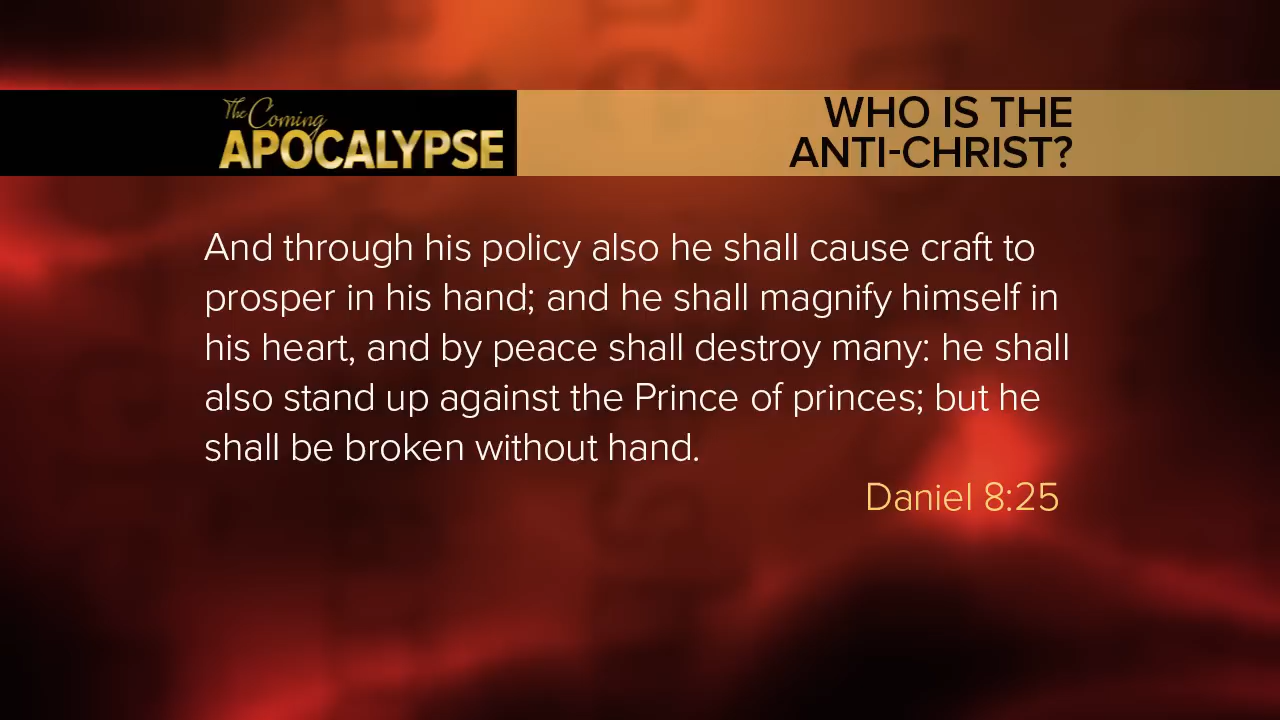 The Coming
APOCALYPSE
WHO IS THE
ANTI-CHRIST?
And through his policy also he shall cause craft to
prosper in his hand; and he shall magnify himself in
his heart, and by peace shall destroy many: he shall
also stand up against the Prince of princes; but he
shall be broken without hand.
Daniel 8:25